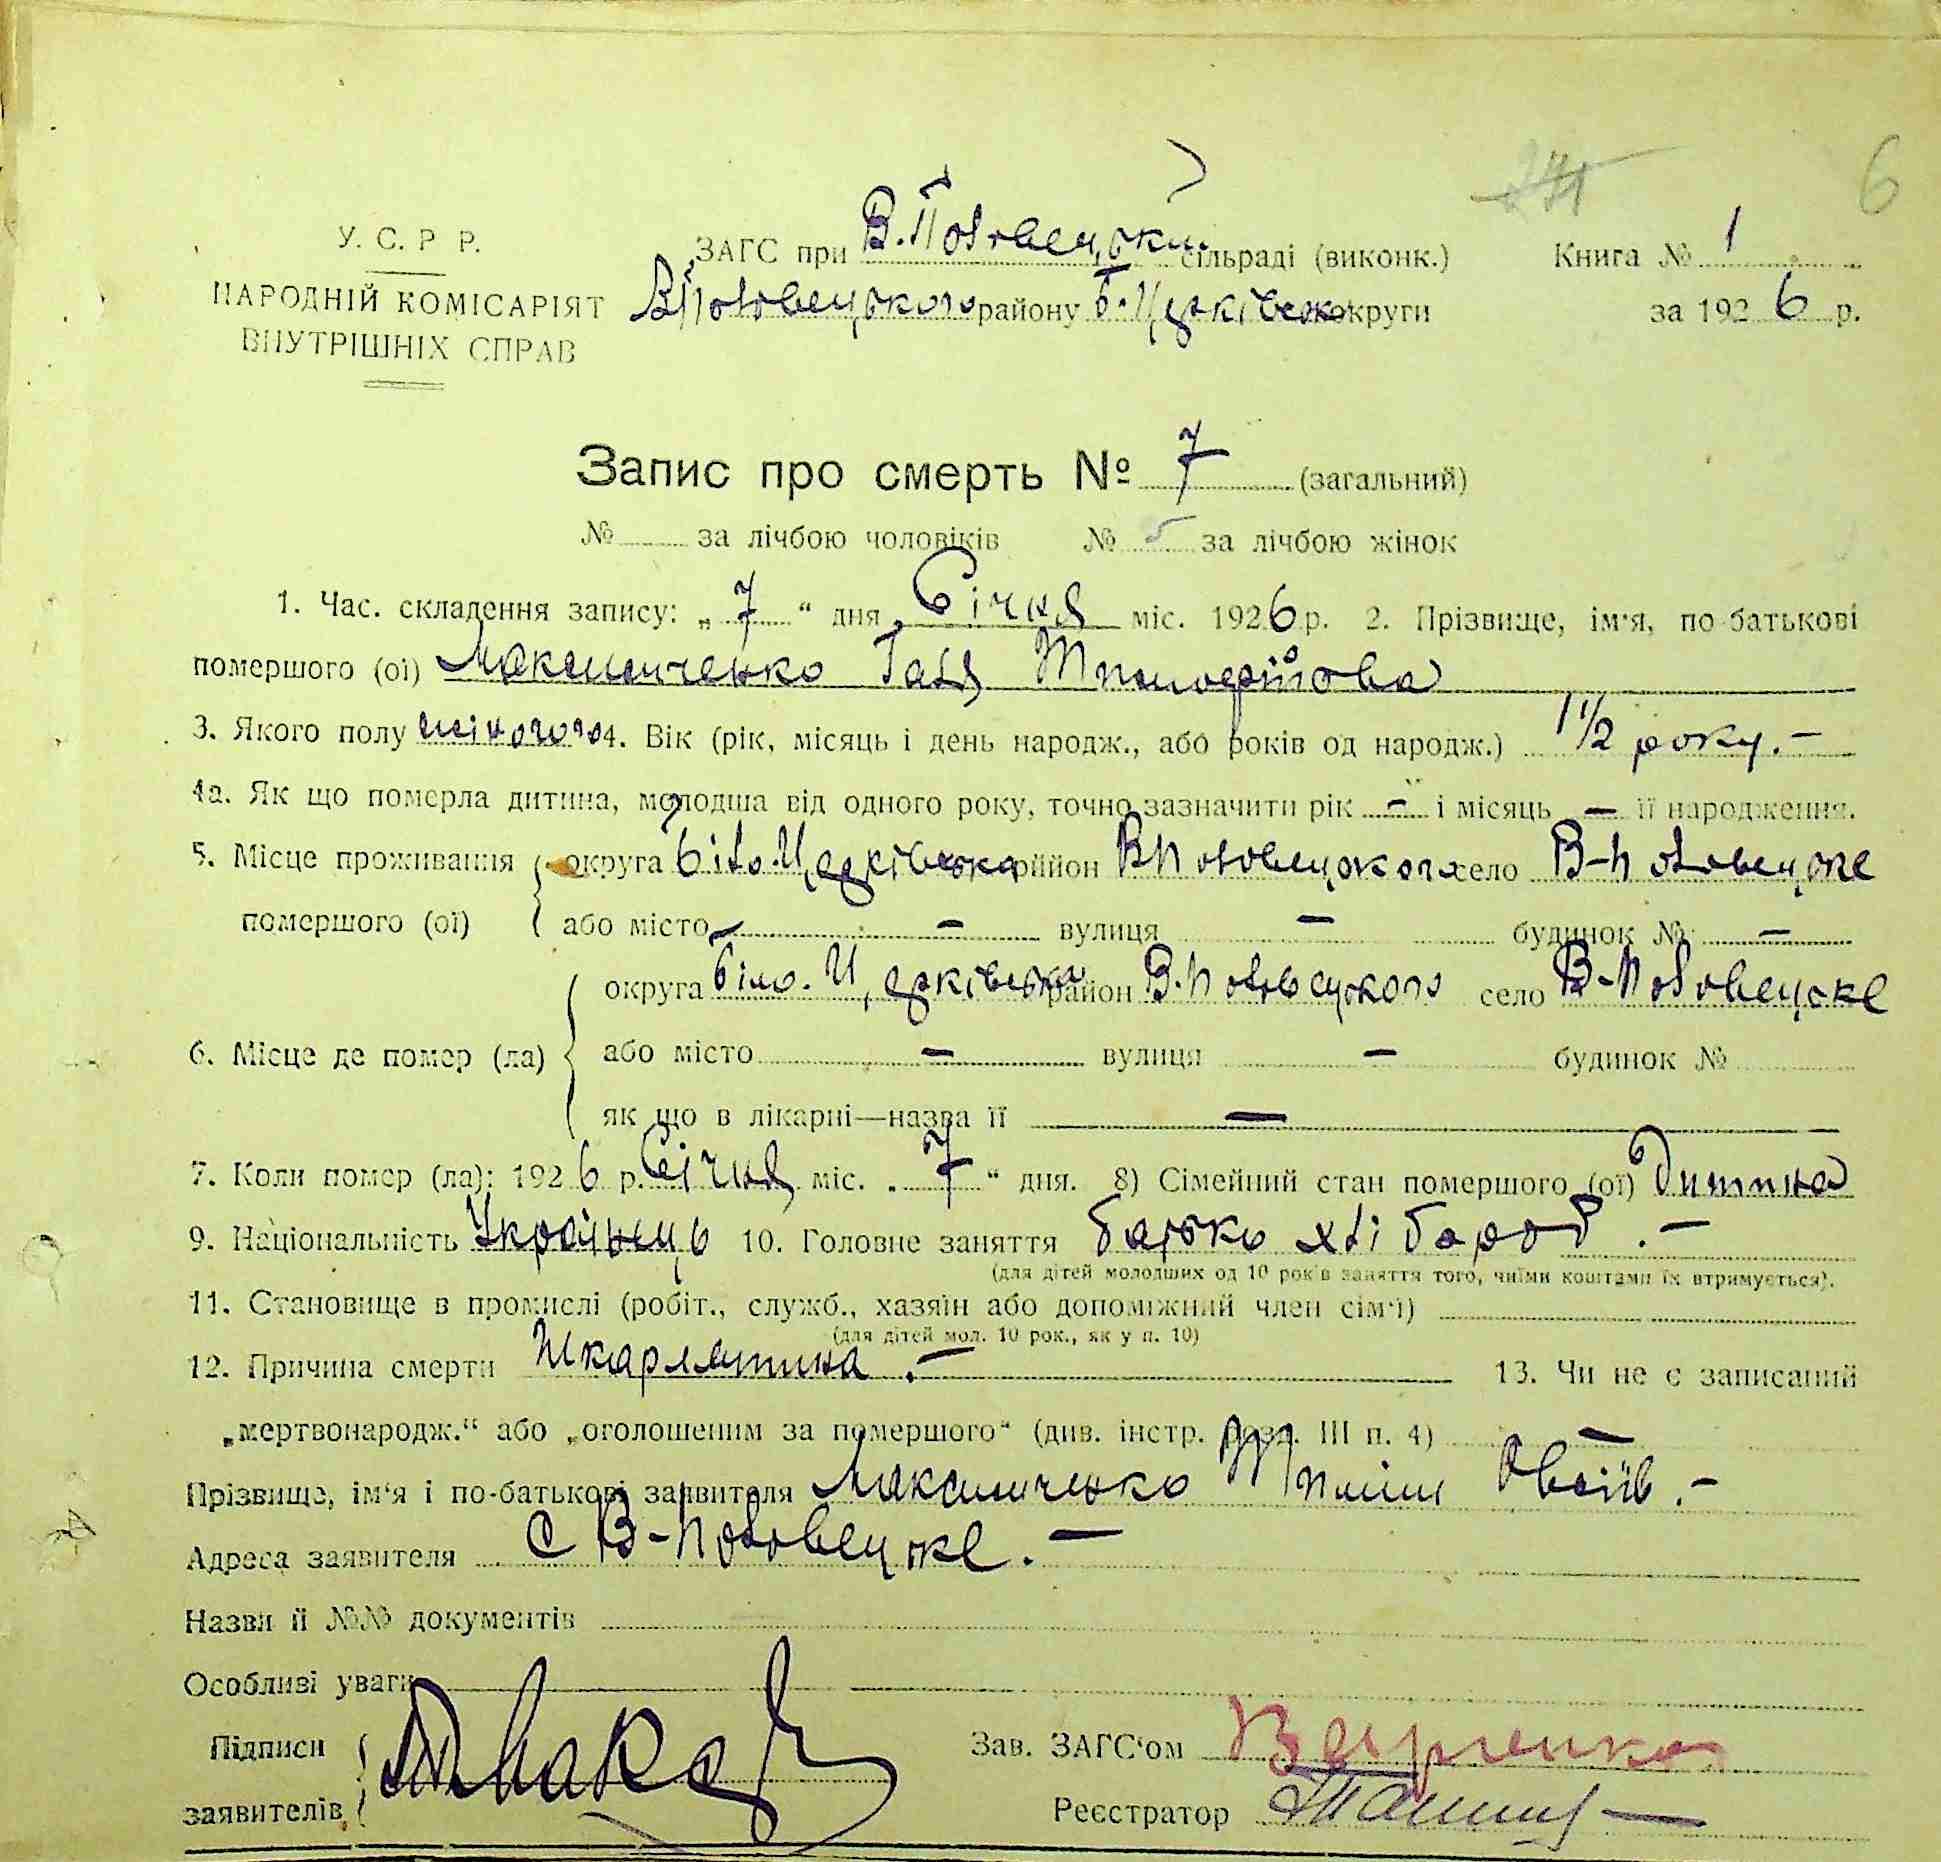 6
У. С. Р Р.
НАРОДНІЙ КОМІСАРІЯТ
ВНУТРІШНІХ СПРАВ
ЗАГС при В. Половецькій сільраді (виконк.)
ВПоловецького району Б-Церківсько округи
Книга № 1
за 1926 р.
Запис про смерть № 7 (загальний)
№ за лічбою чоловіків № 5 за лічбою жінок
1. Час. складення запису: „7“ дня Січня міс. 1926 р. 2. Прізвище, ім'я, по-батькові
помершого (ої) Максимченко Галя
3. Якого полу жіночого 4. Вік (рік, місяць і день народж., або років од народж.) 1 1/2 року.—
4а. Як що померла дитина, молодша від одного року, точно зазначити рік — і місяць — її народження.
5. Місце проживання помершого (ої) округа Біло-Церківська район ВПоловецького село В-Половецьке
або місто — вулиця — будинок № —
6. Місце де помер (ла) округа Біло-Церківська район В.Половецького село В-Половецьке
або місто — вулиця — будинок №
як що в лікарні—назва її —
7. Коли помер (ла): 1926 р. Січня міс. „7“ дня. 8) Сімейний стан помершого (ої) Дитина
9. Національність Українець 10. Головне заняття батько хлібороб.—
(для дітей молодших од 10 років заняття того, чиїми коштами їх втримується).
11. Становище в промислі (робіт., служб., хазяїн або допоміжний член сім'ї)
(для дітей мол. 10 рок., як у п. 10)
12. Причина смерти Шкарлятина.— 13. Чи не є записаний
„мертвонародж.“ або „оголошеним за помершого“ (див. інстр. розд. III п. 4) —
Прізвище, ім'я і по-батькові заявителя Максимченко
Адреса заявителя с В-Половецьке.—
Назви її №№ документів
Особливі уваги
Підписи
заявителів
Зав. ЗАГС'ом
Реєстратор